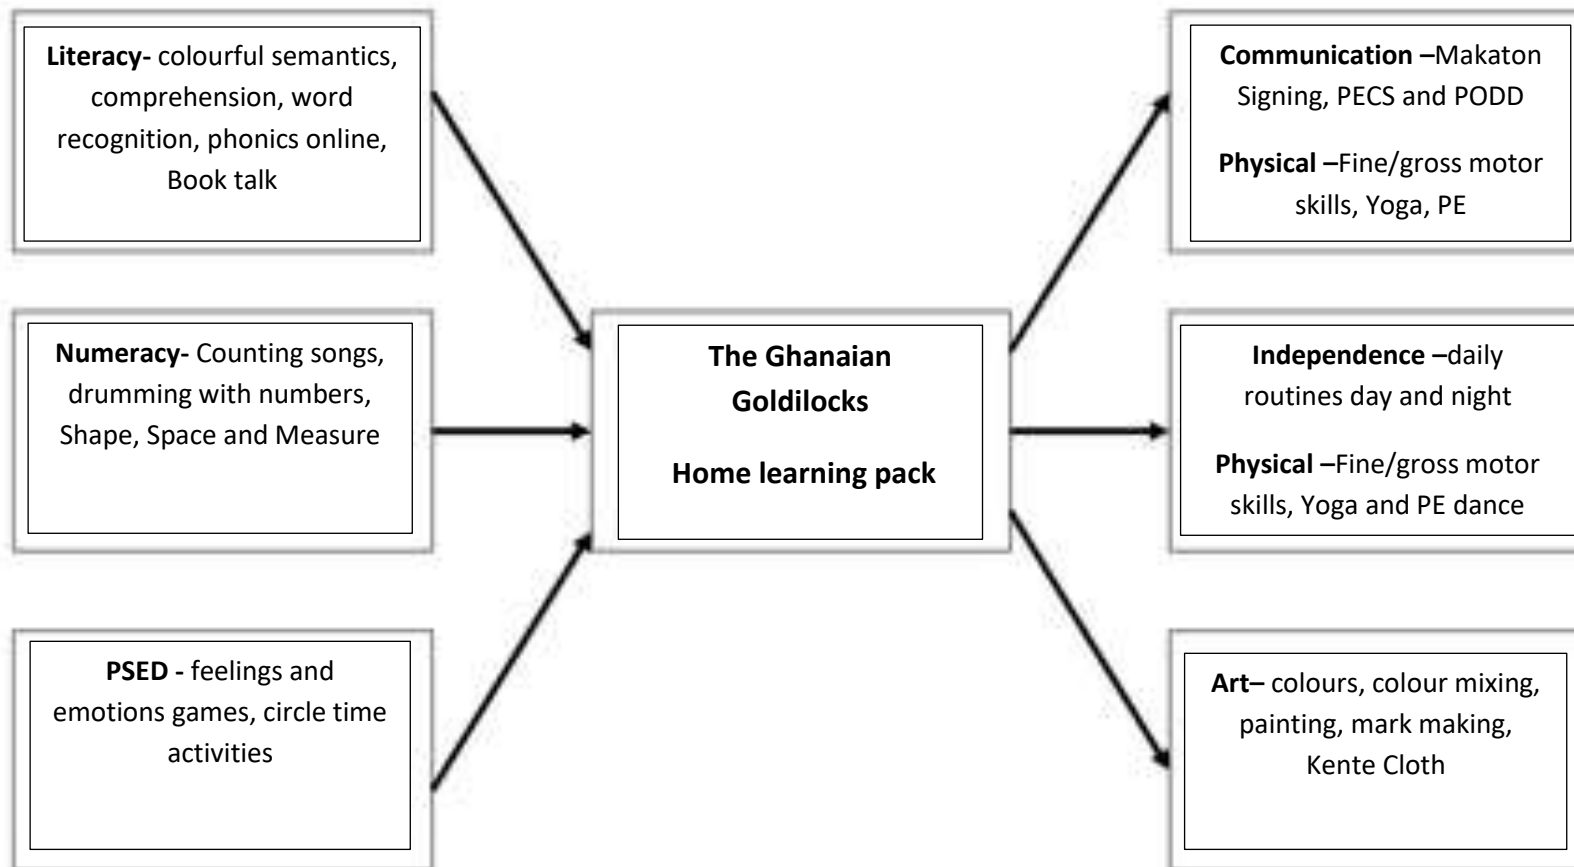 Literacy- colourful semantics,
comprehension, word
recognition, phonics online,
Book talk
Numeracy- Counting songs,
drumming with numbers,
Shape, Space and Measure
PSED - feelings and
emotions games, circle time
activities
The Ghanaian
Goldilocks
Home learning pack
Communication –Makaton
Signing, PECS and PODD
Physical –Fine/gross motor
skills, Yoga, PE
Independence –daily
routines day and night
Physical –Fine/gross motor
skills, Yoga and PE dance
Art– colours, colour mixing,
painting, mark making,
Kente Cloth